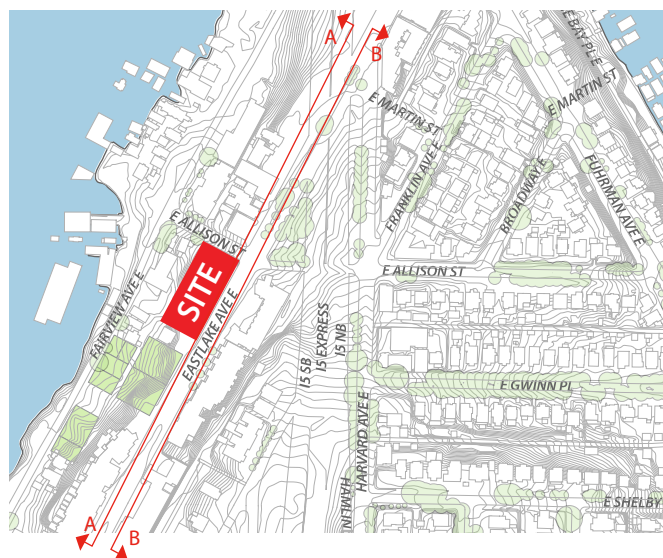 A
B
E BAY PL E
E MARTIN ST
E MARTIN ST
FRANKLIN AVE E
BROADWAY E
FUHRMAN AVE E
E ALLISON ST
E ALLISON ST
SITE
FAIRVIEW AVE E
EASTLAKE AVE E
I5 SB
I5 EXPRESS
I5 NB
E GWINN PL
HARVARD AVE E
HAMLIN
E SHELBY
A
B